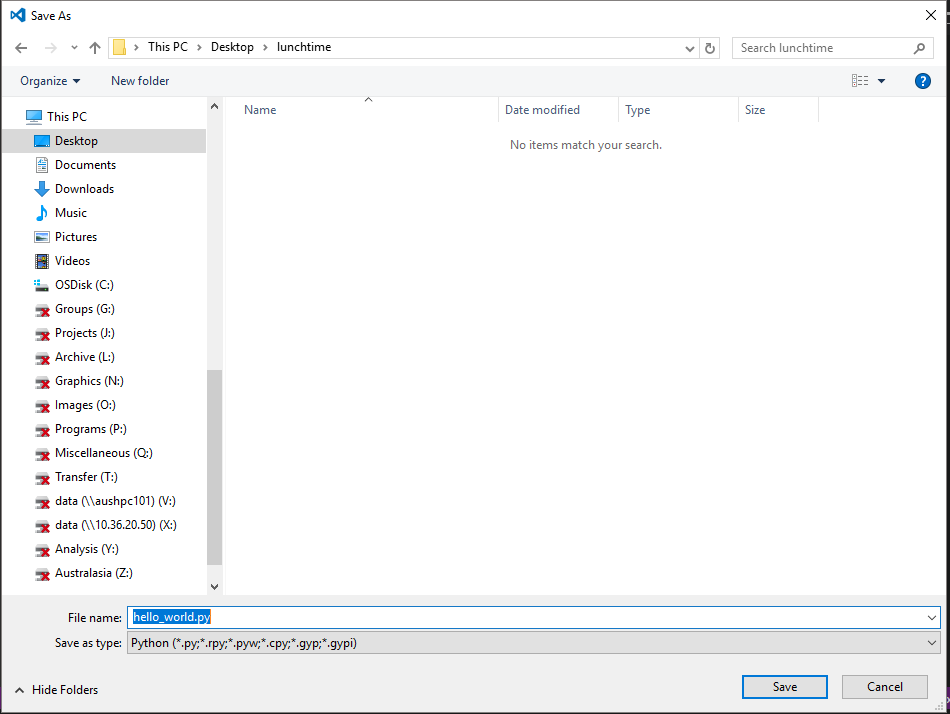 Save As
This PC > Desktop > lunchtime
Search lunchtime
Organize
New folder
Name
Date modified
Type
Size
No items match your search.
This PC
Desktop
Documents
Downloads
Music
Pictures
Videos
OSDisk (C:)
Groups (G:)
Projects (J:)
Archive (L:)
Graphics (N:)
Images (O:)
Programs (P:)
Miscellaneous (Q:)
Transfer (T:)
data (\\aushpc101) (V:)
data (\\10.36.20.50) (X:)
Analysis (Y:)
Australasia (Z:)
File name: hello_world.py
Save as type: Python (*.py;*.rpy;*.pyw;*.cpy;*.gyp;*.gypi)
Hide Folders
Save
Cancel